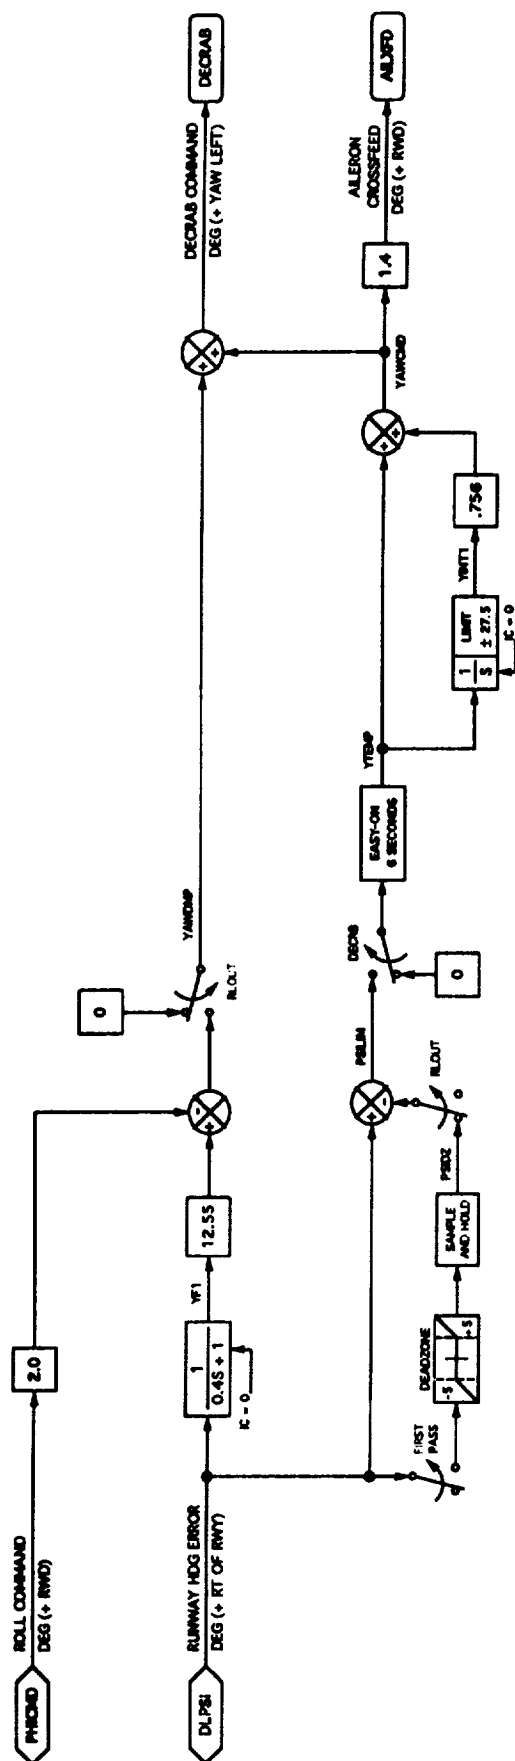 PHICMD
ROLL COMMAND
DEG (+ RWD)
2.0
DLPSI
RUNWAY HDG ERROR
DEG (+ RT OF RWY)
1
0.4S + 1
IC = 0
YF1
12.55
-
+
0
RLOUT
YAWDMP
+
+
DECRAB COMMAND
DEG (+ YAW LEFT)
DECRAB
FIRST
PASS
DEADZONE
-5
+5
SAMPLE
AND HOLD
PSIDZ
RLOUT
+
-
PSILIM
DECRB
0
EASY-ON
6 SECONDS
YTEMP
1
S
LIMIT
± 27.5
IC = 0
YINT1
.756
+
+
YAWCMD
1.4
AILERON
CROSSFEED
DEG (+ RWD)
AILXFD